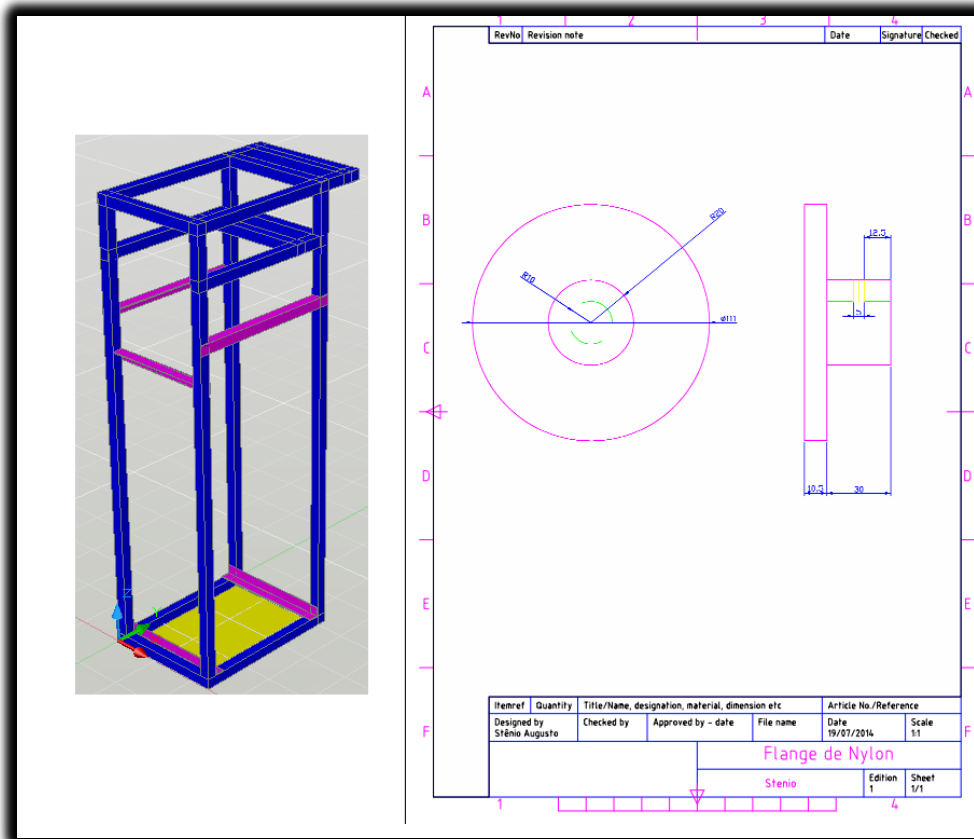 1 2 3 4
RevNo Revision note Date Signature Checked
A A
B B
R20
12.5
R10
5
ø111
C C
D D
10.5 30
Z
Y
E E
Itemref Quantity Title/Name, designation, material, dimension etc Article No./Reference
Designed by Checked by Approved by - date File name Date Scale
Stênio Augusto 19/07/2014 1:1
F F
Flange de Nylon
Stenio Edition Sheet
1 1/1
1 4